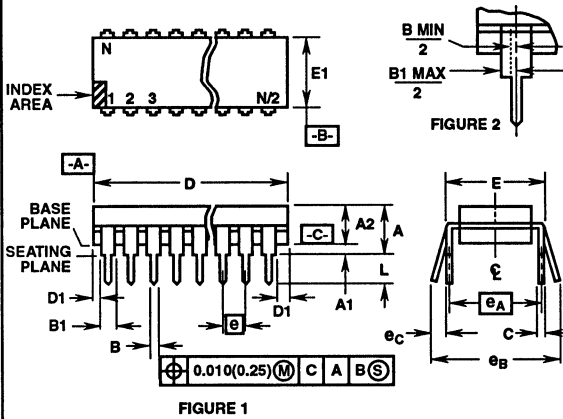 N
INDEX
AREA
1 2 3 N/2
E1
-B-
B MIN
2
B1 MAX
2
FIGURE 2
-A-
D
E
BASE
PLANE
-C-
A2
A
SEATING
PLANE
L
D1
D1
A1
B1
B
e
℄
eA
eC
C
eB
⌖ 0.010(0.25) Ⓜ C A B Ⓢ
FIGURE 1